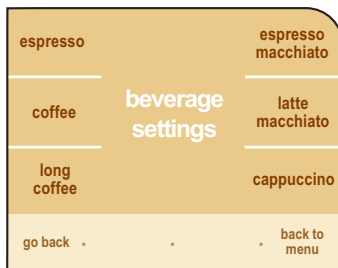 espresso
espresso
macchiato
beverage
settings
coffee
latte
macchiato
long
coffee
cappuccino
go back
back to
menu